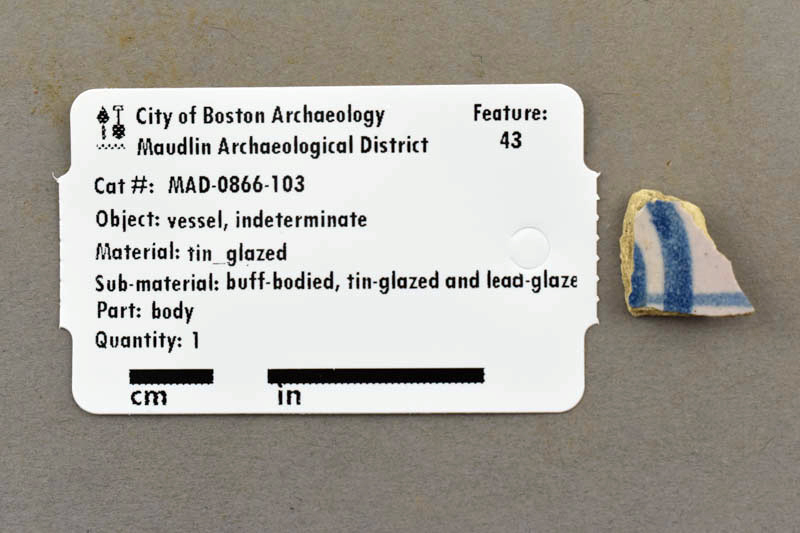 City of Boston Archaeology
Maudlin Archaeological District
Feature:
43
Cat #: MAD-0866-103
Object: vessel, indeterminate
Material: tin_glazed
Sub-material: buff-bodied, tin-glazed and lead-glaze
Part: body
Quantity: 1
cm
in